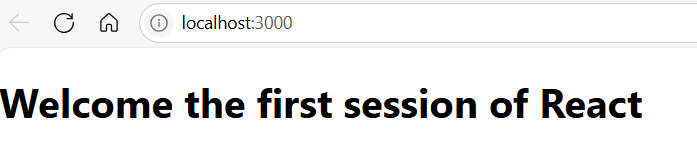 localhost:3000
Welcome the first session of React